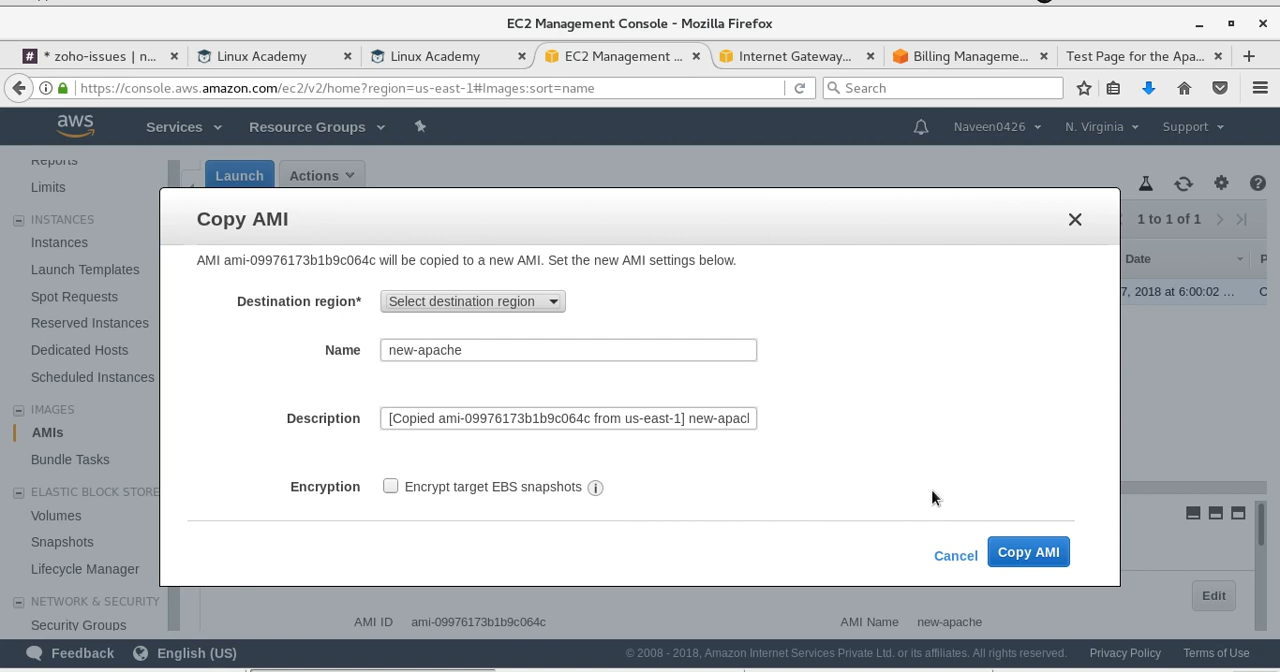 EC2 Management Console - Mozilla Firefox
# * zoho-issues | n... × Linux Academy × Linux Academy × EC2 Management ... × Internet Gateway... × Billing Manageme... × Test Page for the Apa... × +
https://console.aws.amazon.com/ec2/v2/home?region=us-east-1#Images:sort=name Search
aws Services Resource Groups Naveen0426 N. Virginia Support
Reports
Limits
INSTANCES
Instances
Launch Templates
Spot Requests
Reserved Instances
Dedicated Hosts
Scheduled Instances
IMAGES
AMIs
Bundle Tasks
ELASTIC BLOCK STORE
Volumes
Snapshots
Lifecycle Manager
NETWORK & SECURITY
Security Groups
Launch Actions
1 to 1 of 1
Date
7, 2018 at 6:00:02 ...
Copy AMI
AMI ami-09976173b1b9c064c will be copied to a new AMI. Set the new AMI settings below.
Destination region* Select destination region
Name new-apache
Description [Copied ami-09976173b1b9c064c from us-east-1] new-apacl
Encryption Encrypt target EBS snapshots
Cancel Copy AMI
Edit
AMI ID ami-09976173b1b9c064c AMI Name new-apache
Feedback English (US) © 2008 - 2018, Amazon Internet Services Private Ltd. or its affiliates. All rights reserved. Privacy Policy Terms of Use